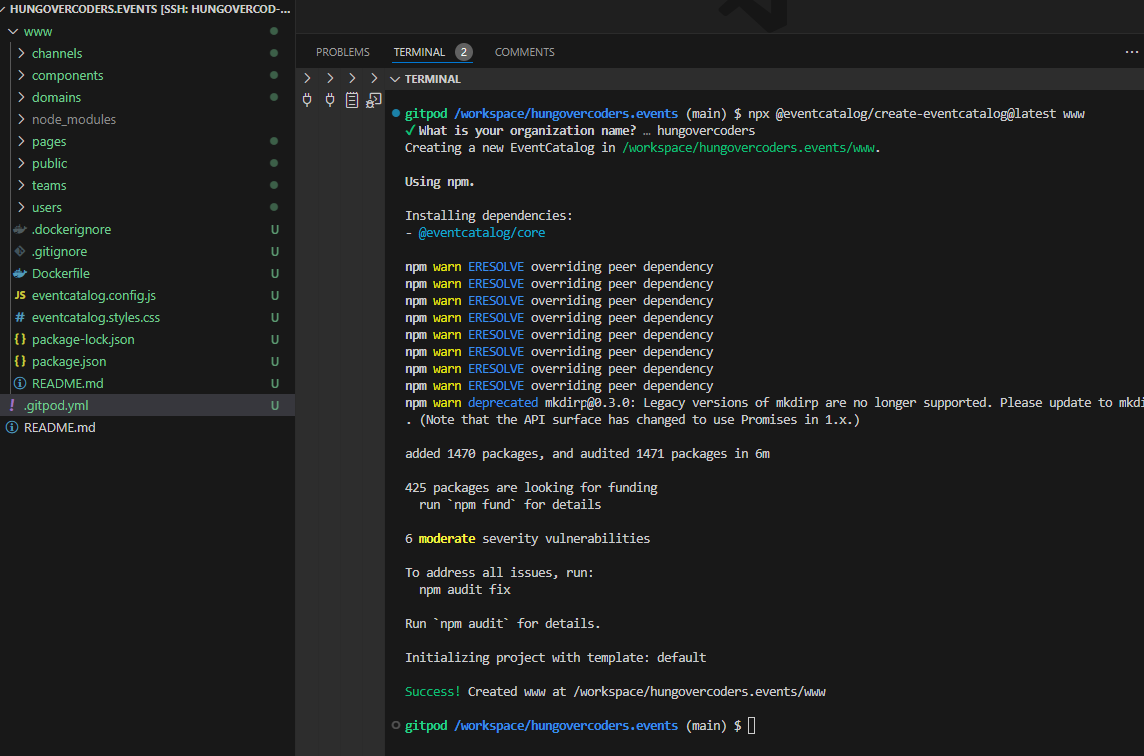 HUNGOVERCODERS.EVENTS [SSH: HUNGOVERCOD-...
www
channels
components
domains
node_modules
pages
public
teams
users
.dockerignore U
.gitignore U
Dockerfile U
JS eventcatalog.config.js U
# eventcatalog.styles.css U
{} package-lock.json U
{} package.json U
README.md U
! .gitpod.yml U
README.md
PROBLEMS TERMINAL 2 COMMENTS ...
TERMINAL
gitpod /workspace/hungovercoders.events (main) $ npx @eventcatalog/create-eventcatalog@latest www
✓ What is your organization name? … hungovercoders
Creating a new EventCatalog in /workspace/hungovercoders.events/www.
Using npm.
Installing dependencies:
- @eventcatalog/core
npm warn ERESOLVE overriding peer dependency
npm warn ERESOLVE overriding peer dependency
npm warn ERESOLVE overriding peer dependency
npm warn ERESOLVE overriding peer dependency
npm warn ERESOLVE overriding peer dependency
npm warn ERESOLVE overriding peer dependency
npm warn ERESOLVE overriding peer dependency
npm warn ERESOLVE overriding peer dependency
npm warn deprecated mkdirp@0.3.0: Legacy versions of mkdirp are no longer supported. Please update to mkdi
. (Note that the API surface has changed to use Promises in 1.x.)
added 1470 packages, and audited 1471 packages in 6m
425 packages are looking for funding
run `npm fund` for details
6 moderate severity vulnerabilities
To address all issues, run:
npm audit fix
Run `npm audit` for details.
Initializing project with template: default
Success! Created www at /workspace/hungovercoders.events/www
gitpod /workspace/hungovercoders.events (main) $